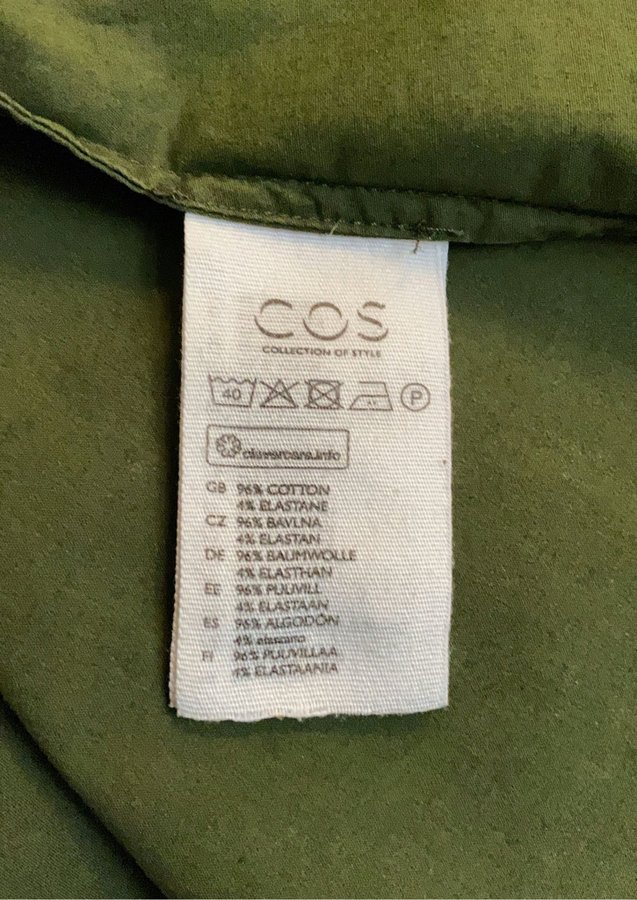 COS
COLLECTION OF STYLE
40 P
clevercare.info
GB 96% COTTON
4% ELASTANE
CZ 96% BAVLNA
4% ELASTAN
DE 96% BAUMWOLLE
4% ELASTHAN
EE 96% PUUVILL
4% ELASTAAN
ES 96% ALGODÓN
4% elastano
FI 96% PUUVILLAA
4% ELASTAANIA